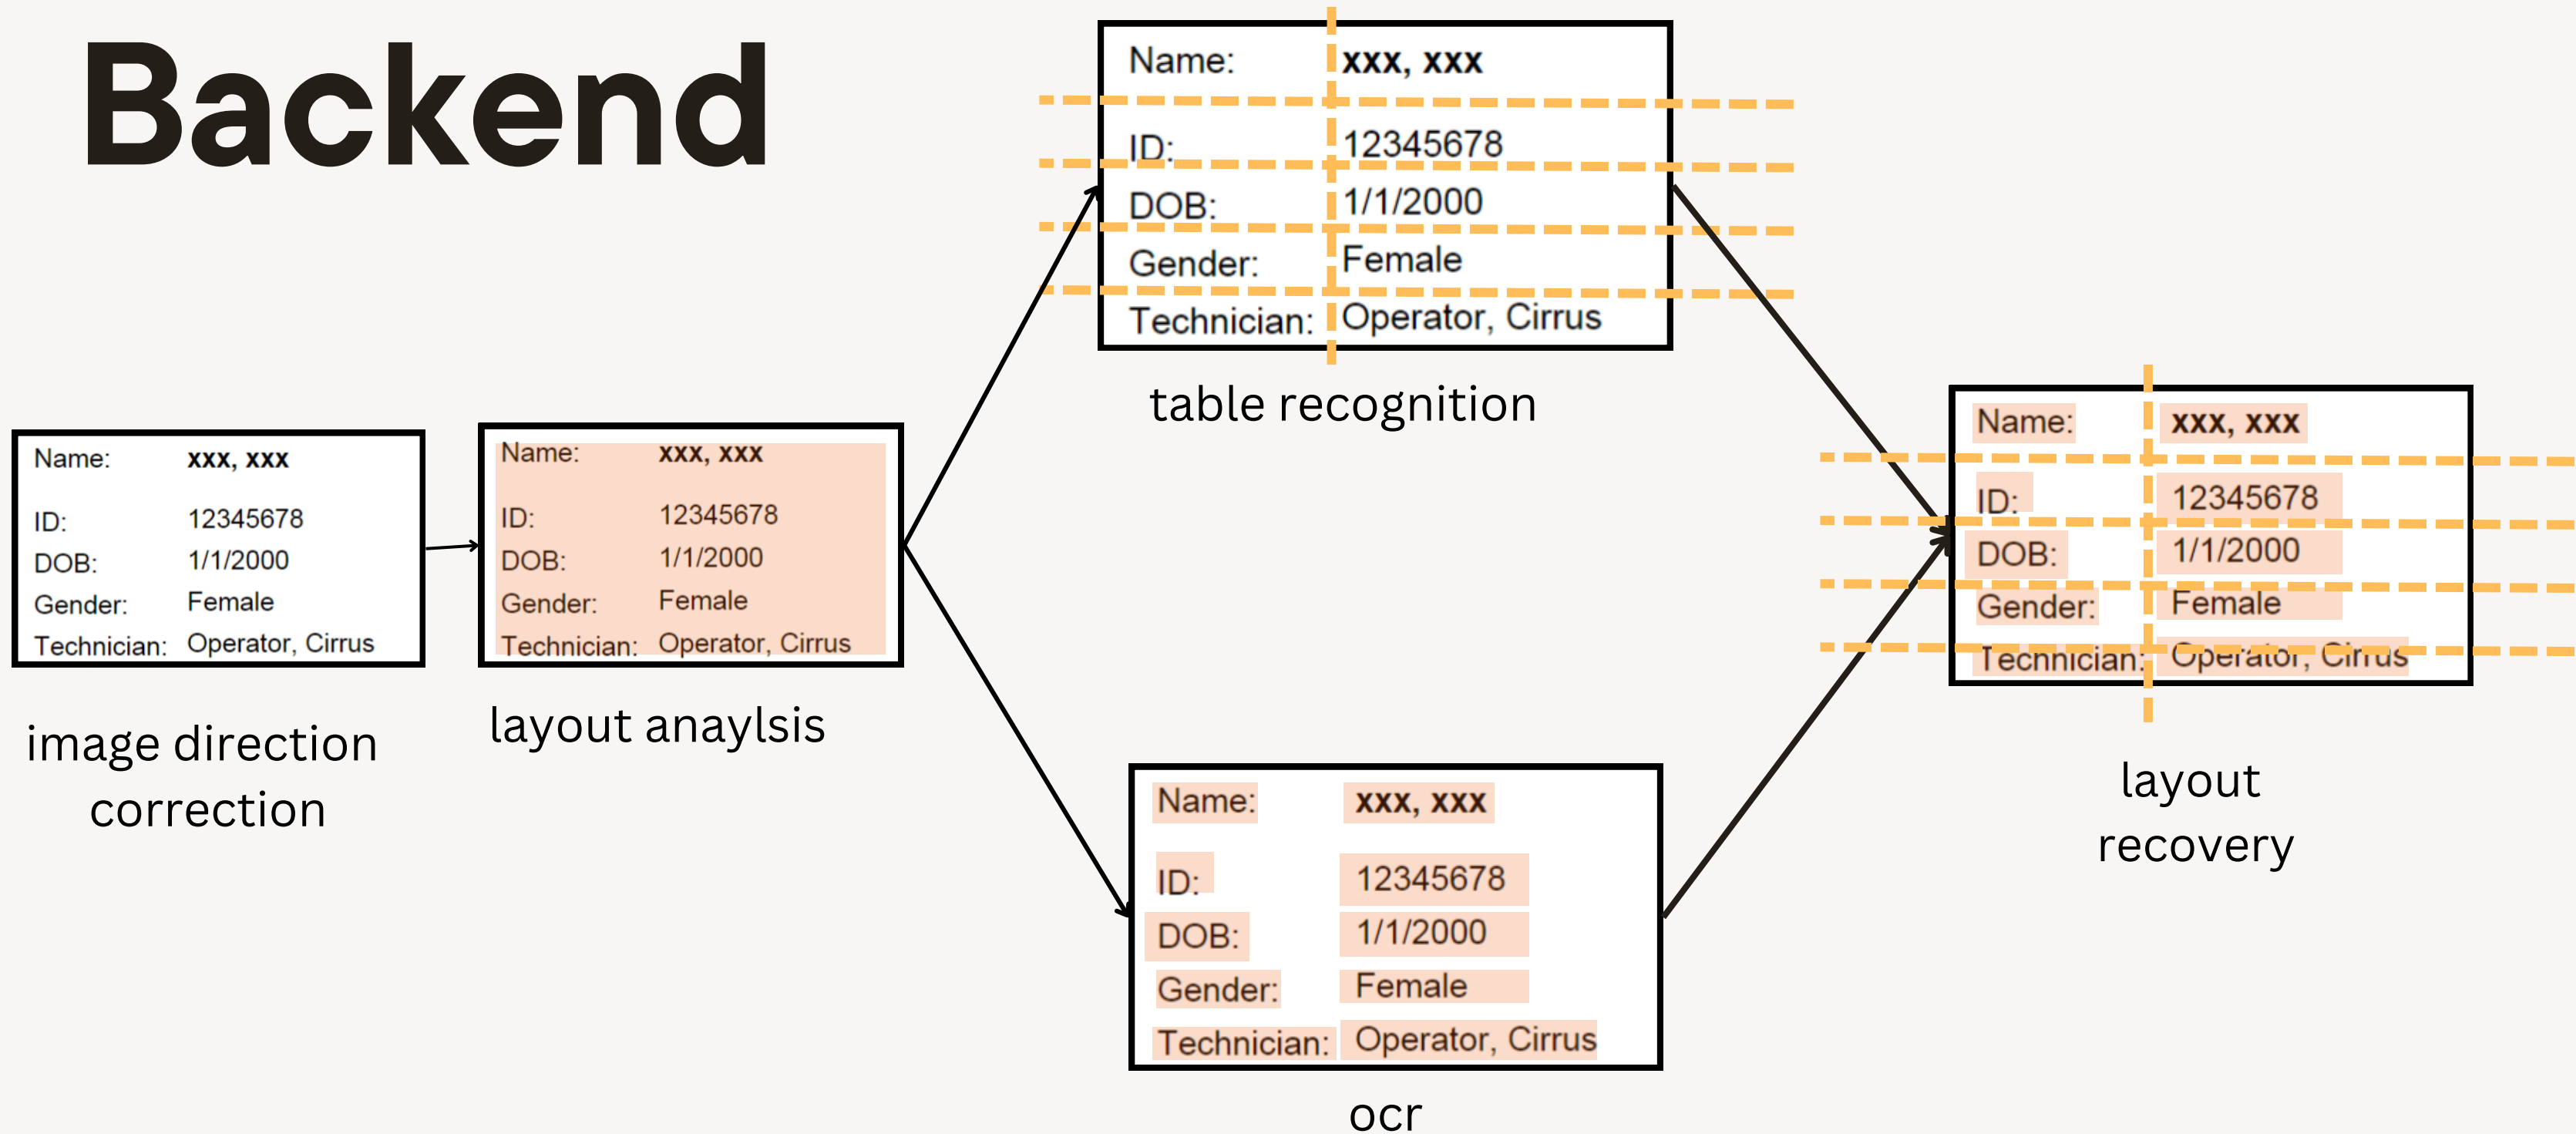 Backend
Name: xxx, xxx
ID: 12345678
DOB: 1/1/2000
Gender: Female
Technician: Operator, Cirrus
image direction
correction
Name: xxx, xxx
ID: 12345678
DOB: 1/1/2000
Gender: Female
Technician: Operator, Cirrus
layout anaylsis
Name: xxx, xxx
ID: 12345678
DOB: 1/1/2000
Gender: Female
Technician: Operator, Cirrus
table recognition
Name: xxx, xxx
ID: 12345678
DOB: 1/1/2000
Gender: Female
Technician: Operator, Cirrus
ocr
Name: xxx, xxx
ID: 12345678
DOB: 1/1/2000
Gender: Female
Technician: Operator, Cirrus
layout
recovery